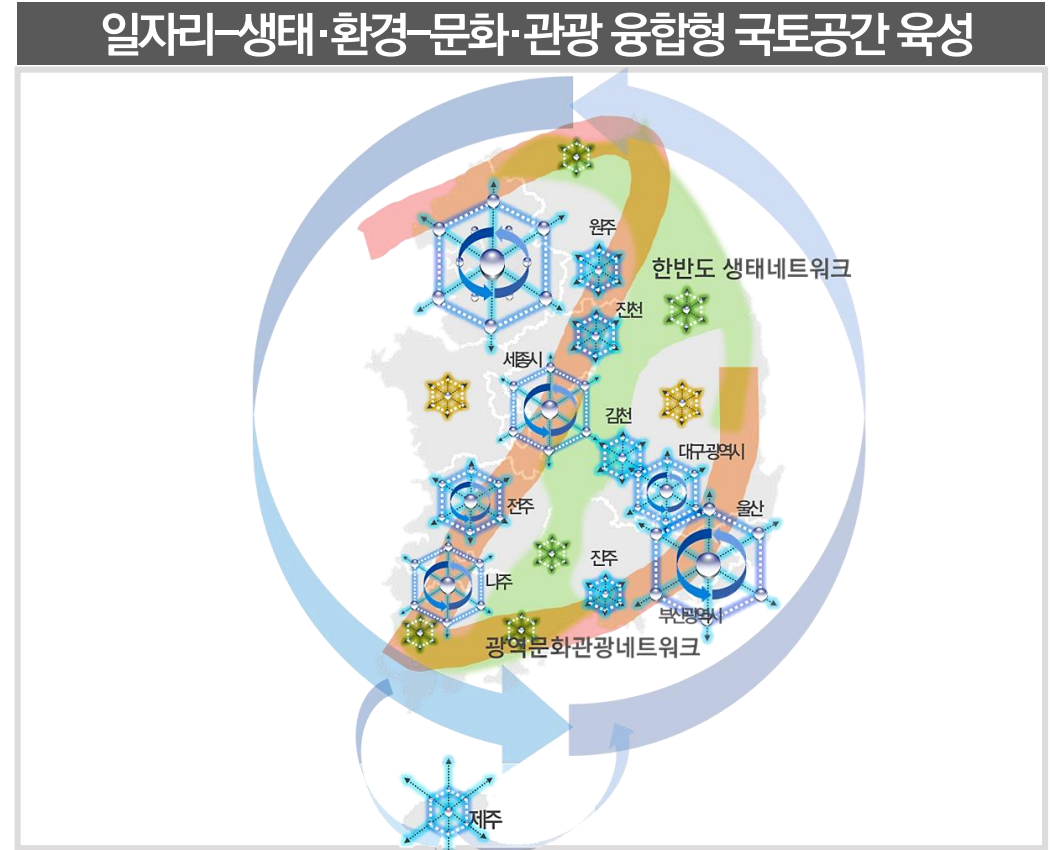 일자리-생태·환경-문화·관광 융합형 국토공간 육성
원주
한반도 생태네트워크
진천
세종시
김천
대구광역시
전주
울산
진주
나주
부산광역시
광역문화관광네트워크
제주